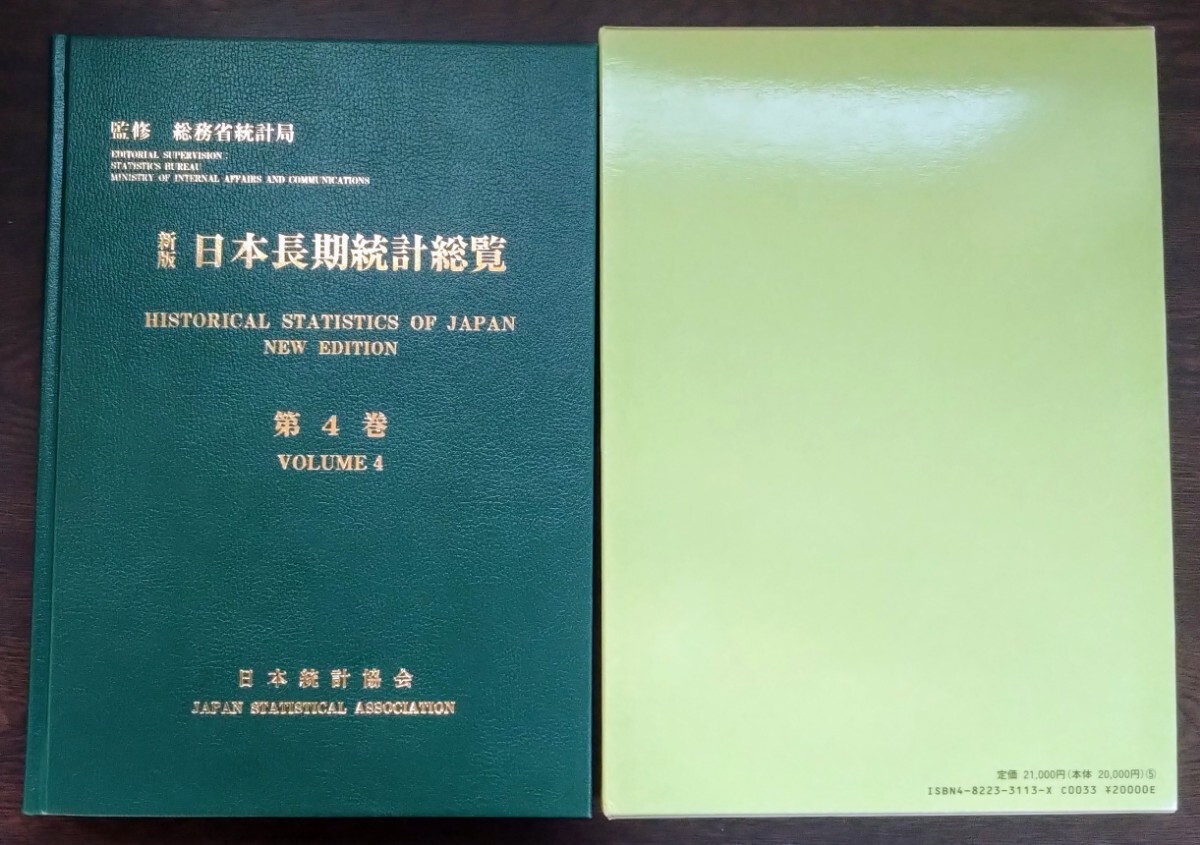 監修 総務省統計局
EDITORIAL SUPERVISION
STATISTICS BUREAU
MINISTRY OF INTERNAL AFFAIRS AND COMMUNICATIONS
新版 日本長期統計総覧
HISTORICAL STATISTICS OF JAPAN
NEW EDITION
第 4 巻
VOLUME 4
日本統計協会
JAPAN STATISTICAL ASSOCIATION
定価 21,000円(本体 20,000円)⑤
ISBN4-8223-3113-X C0033 ¥20000E